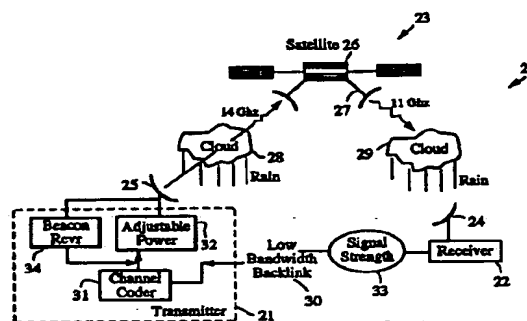 23
Satellite 26
2
14 Ghz
27
11 Ghz
Cloud
28
Rain
29
Cloud
Rain
25
24
Beacon
Rcvr
34
Adjustable
Power
32
Low
Bandwidth
Backlink
30
Signal
Strength
33
Receiver
22
31
Channel
Coder
Transmitter
21